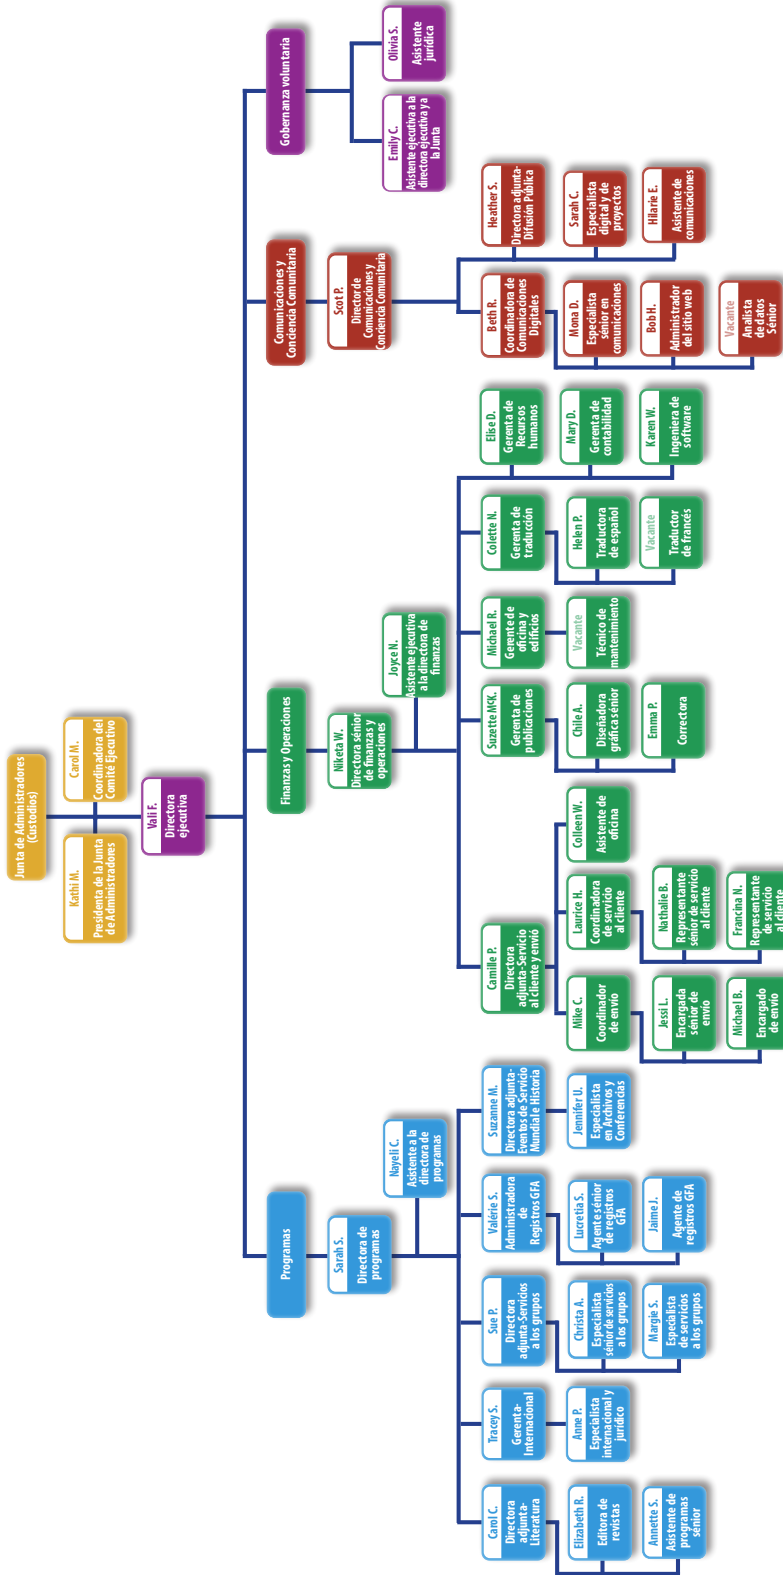 Junta de Administradores
(Custodios)
Kathi M.
Presidenta de la Junta
de Administradores
Carol M.
Coordinadora del
Comité Ejecutivo
Vali F.
Directora
ejecutiva
Programas
Sarah S.
Directora de
programas
Nayeli C.
Asistente a la
directora de
programas
Carol C.
Directora
adjunta-
Literatura
Elizabeth R.
Editora de
revistas
Annette S.
Asistente de
programas
sénior
Tracey S.
Gerenta-
Internacional
Anne P.
Especialista
internacional y
jurídico
Sue P.
Directora
adjunta-Servicios
a los grupos
Christa A.
Especialista
sénior de servicios
a los grupos
Margie S.
Especialista
de servicios
a los grupos
Valérie S.
Administradora
de
Registros GFA
Lucretia S.
Agente sénior
de registros
GFA
Jaime J.
Agente de
registros GFA
Suzanne M.
Directora adjunta-
Eventos de Servicio
Mundial e Historia
Jennifer U.
Especialista
en Archivos y
Conferencias
Finanzas y Operaciones
Niketa W.
Directora sénior
de finanzas y
operaciones
Joyce N.
Asistente ejecutiva
a la directora de
finanzas
Camille P.
Directora
adjunta-Servicio
al cliente y envió
Mike C.
Coordinador
de envío
Jessi L.
Encargada
sénior de
envío
Michael B.
Encargado
de envío
Laurice H.
Coordinadora
de servicio
al cliente
Nathalie B.
Representante
sénior de servicio
al cliente
Francina N.
Representante
de servicio
al cliente
Colleen W.
Asistente de
oficina
Suzette McK.
Gerenta de
publicaciones
Chile A.
Diseñadora
gráfica sénior
Emma P.
Correctora
Michael R.
Gerente de
oficina y
edificios
Vacante
Técnico de
mantenimiento
Colette N.
Gerenta de
traducción
Helen P.
Traductora
de español
Vacante
Traductor
de francés
Elise D.
Gerenta de
Recursos
humanos
Mary D.
Gerenta de
contabilidad
Karen W.
Ingeniera de
software
Comunicaciones y
Conciencia Comunitaria
Scot P.
Director de
Comunicaciones y
Conciencia Comunitaria
Beth R.
Coordinadora de
Comunicaciones
Digitales
Mona D.
Especialista
sénior en
comunicaciones
Bob H.
Administrador
del sitio web
Vacante
Analista
de datos
Sénior
Heather S.
Directora adjunta-
Difusión Pública
Sarah C.
Especialista
digital y de
proyectos
Hilarie E.
Asistente de
comunicaciones
Gobernanza voluntaria
Emily C.
Asistente ejecutiva a la
directora ejecutiva y a
la Junta
Olivia S.
Asistente
jurídica